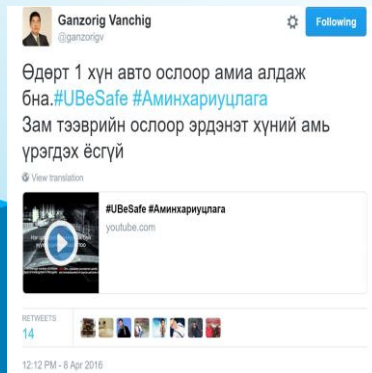 Ganzorig Vanchig
@ganzorigv
Following
Өдөрт 1 хүн авто ослоор амиа алдаж
бна.#UBeSafe #Аминхариуцлага
Зам тээврийн ослоор эрдэнэт хүний амь
үрэгдэх ёсгүй
View translation
#UBeSafe #Аминхариуцлага
youtube.com
RETWEETS
14
12:12 PM - 8 Apr 2016